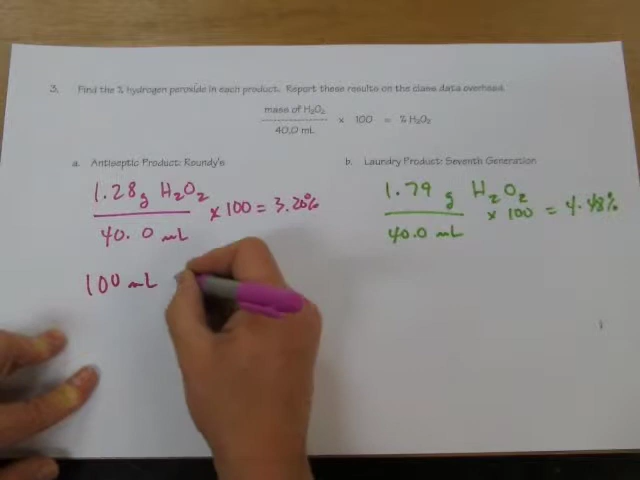 3. Find the % hydrogen peroxide in each product. Report these results on the class data overhead.
mass of H₂O₂
40.0 mL
x 100 = % H₂O₂
a. Antiseptic Product: Roundy's
1.28g H₂O₂
40.0 mL
x 100 = 3.20%
100 mL
b. Laundry Product: Seventh Generation
1.79 g H₂O₂
40.0 mL
x 100 = 4.48%